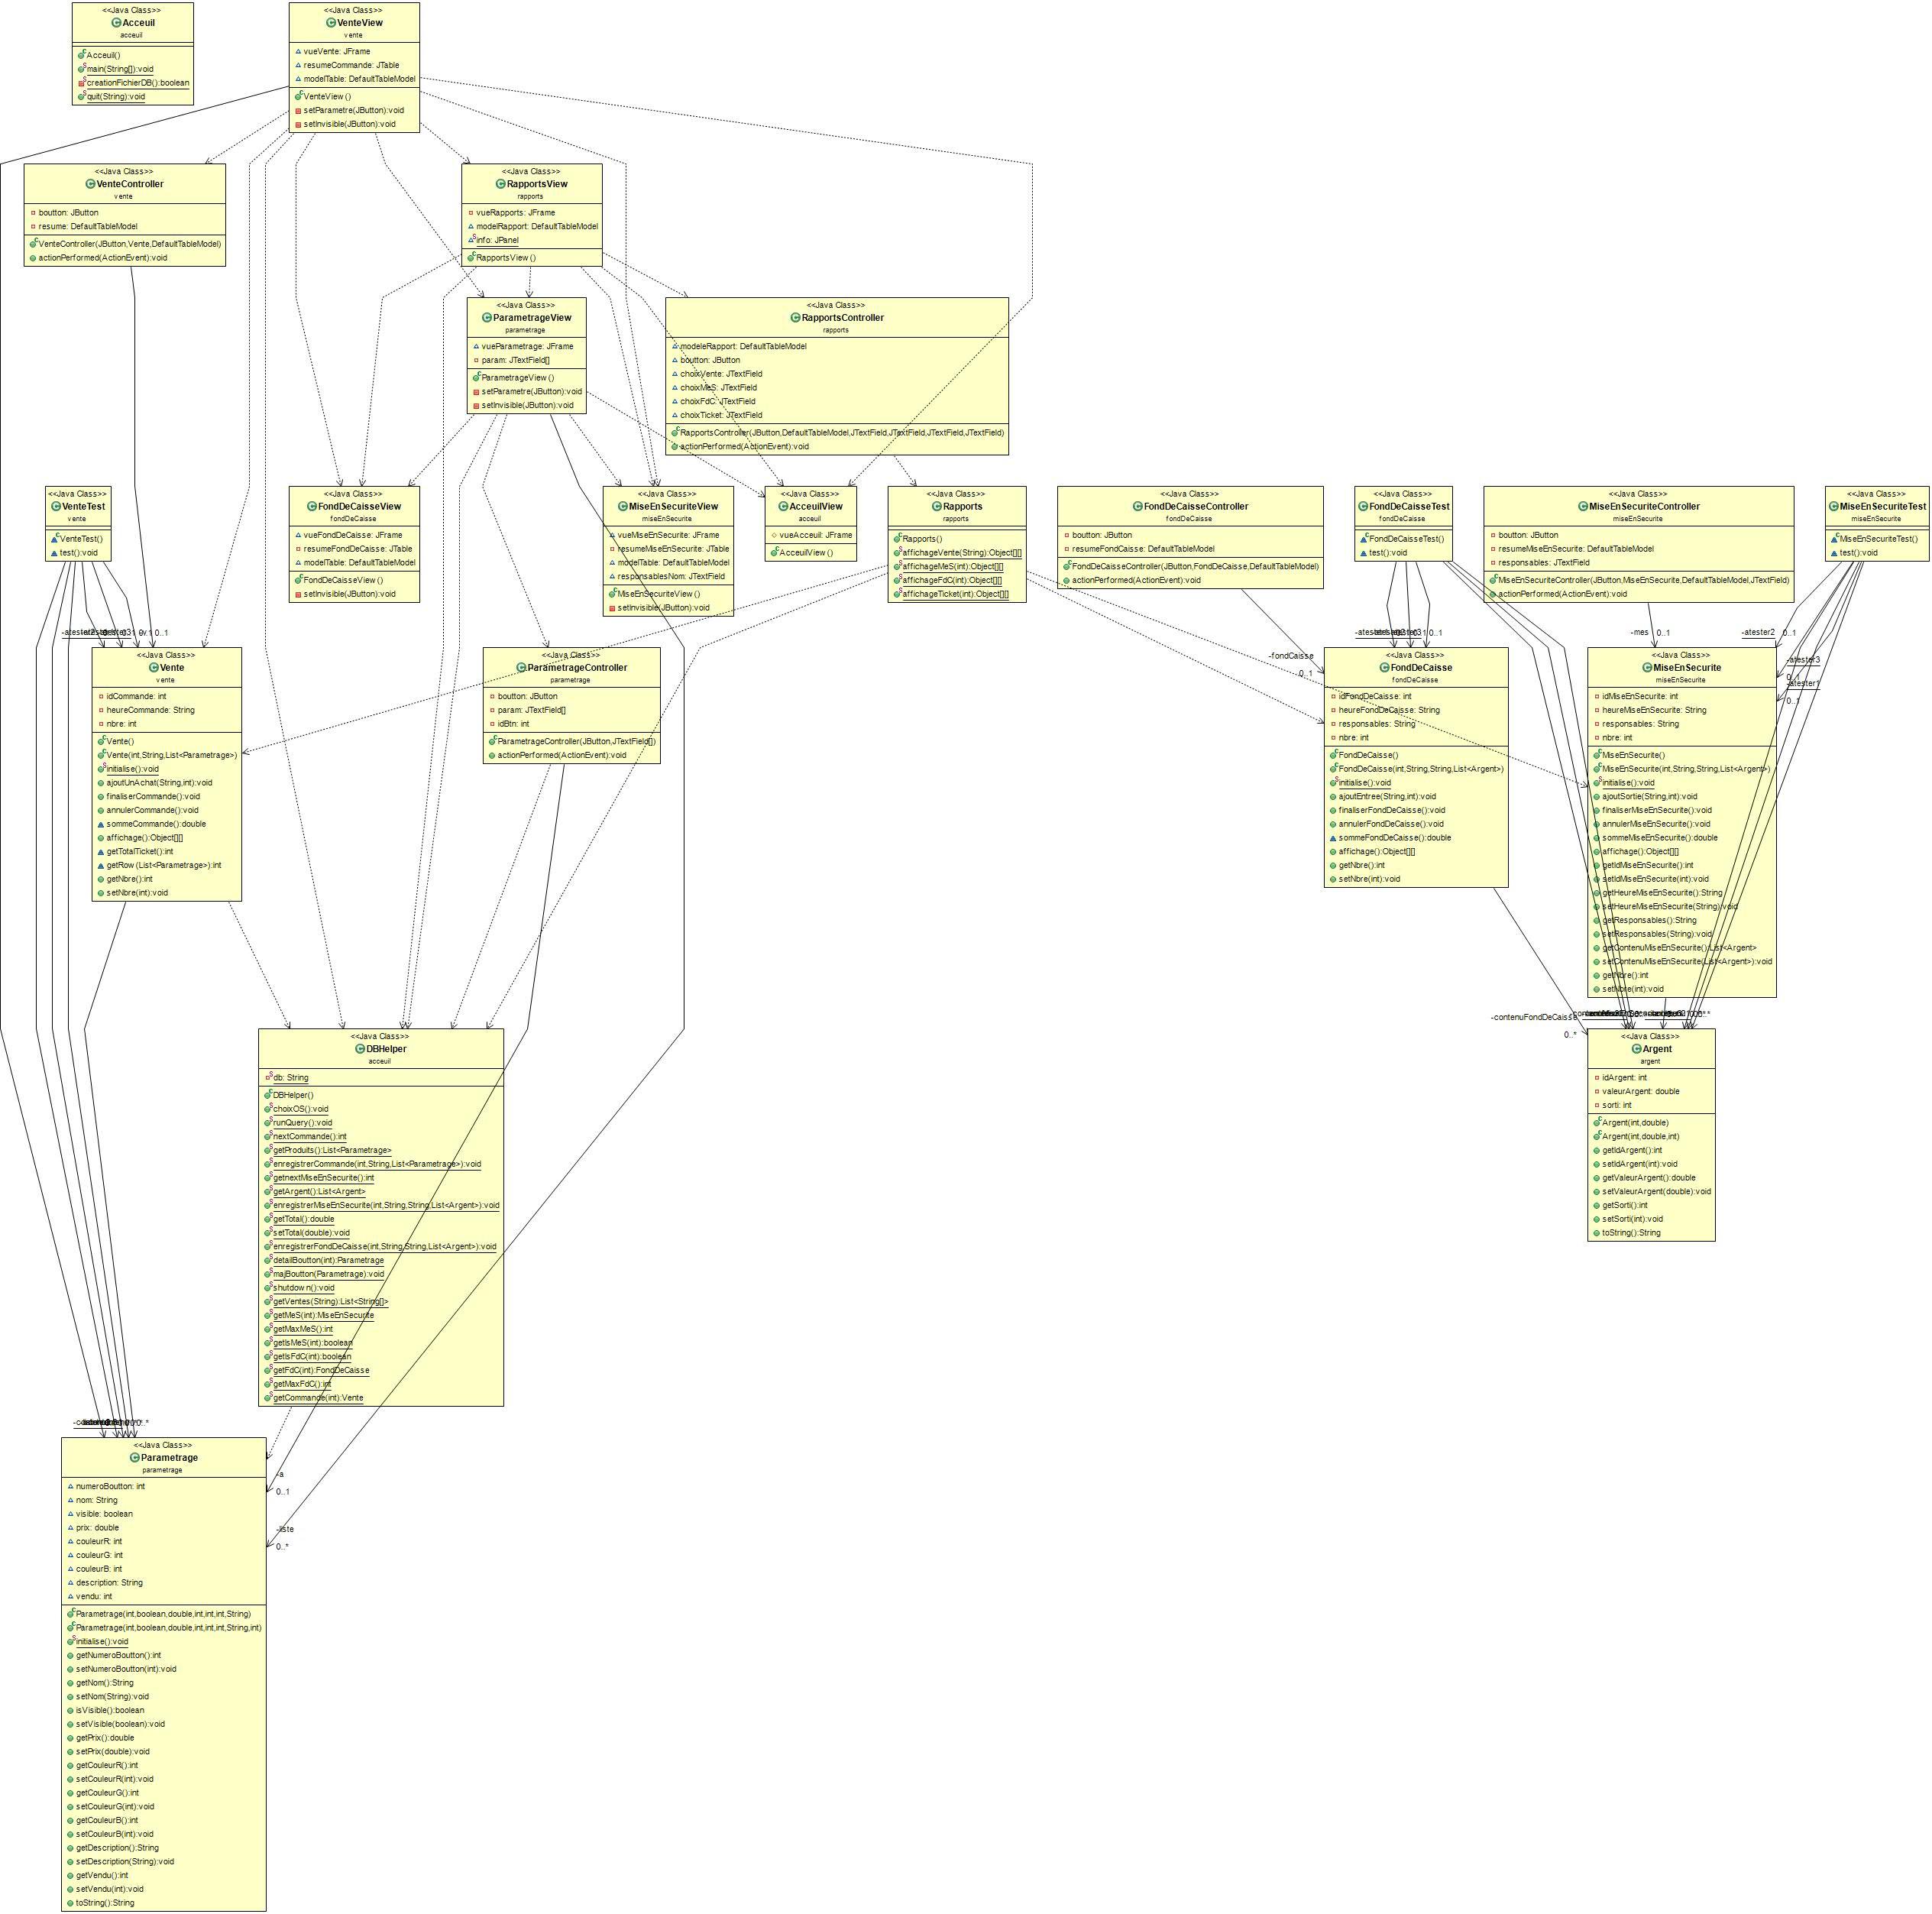 <<Java Class>>
Acceuil
acceuil
Acceuil()
main(String[]):void
creationFichierDB():boolean
quit(String):void
<<Java Class>>
VenteView
vente
vueVente: JFrame
resumeCommande: JTable
modelTable: DefaultTableModel
VenteView()
setParametre(JButton):void
setInvisible(JButton):void
<<Java Class>>
VenteController
vente
boutton: JButton
resume: DefaultTableModel
VenteController(JButton,Vente,DefaultTableModel)
actionPerformed(ActionEvent):void
<<Java Class>>
RapportsView
rapports
vueRapports: JFrame
modelRapport: DefaultTableModel
info: JPanel
RapportsView()
<<Java Class>>
ParametrageView
parametrage
vueParametrage: JFrame
param: JTextField[]
ParametrageView()
setParametre(JButton):void
setInvisible(JButton):void
<<Java Class>>
RapportsController
rapports
modeleRapport: DefaultTableModel
boutton: JButton
choixVente: JTextField
choixMeS: JTextField
choixFdC: JTextField
choixTicket: JTextField
RapportsController(JButton,DefaultTableModel,JTextField,JTextField,JTextField,JTextField)
actionPerformed(ActionEvent):void
<<Java Class>>
VenteTest
vente
VenteTest()
test():void
<<Java Class>>
FondDeCaisseView
fondDeCaisse
vueFondDeCaisse: JFrame
resumeFondDeCaisse: JTable
modelTable: DefaultTableModel
FondDeCaisseView()
setInvisible(JButton):void
<<Java Class>>
MiseEnSecuriteView
miseEnSecurite
vueMiseEnSecurite: JFrame
resumeMiseEnSecurite: JTable
modelTable: DefaultTableModel
responsablesNom: JTextField
MiseEnSecuriteView()
setInvisible(JButton):void
<<Java Class>>
AcceuilView
acceuil
vueAcceuil: JFrame
AcceuilView()
<<Java Class>>
Rapports
rapports
Rapports()
affichageVente(String):Object[][]
affichageMeS(int):Object[][]
affichageFdC(int):Object[][]
affichageTicket(int):Object[][]
<<Java Class>>
FondDeCaisseController
fondDeCaisse
boutton: JButton
resumeFondCaisse: DefaultTableModel
FondDeCaisseController(JButton,FondDeCaisse,DefaultTableModel)
actionPerformed(ActionEvent):void
<<Java Class>>
FondDeCaisseTest
fondDeCaisse
FondDeCaisseTest()
test():void
<<Java Class>>
MiseEnSecuriteController
miseEnSecurite
boutton: JButton
resumeMiseEnSecurite: DefaultTableModel
responsables: JTextField
MiseEnSecuriteController(JButton,MiseEnSecurite,DefaultTableModel,JTextField)
actionPerformed(ActionEvent):void
<<Java Class>>
MiseEnSecuriteTest
miseEnSecurite
MiseEnSecuriteTest()
test():void
0..1
-mes 0..1
-atester2 0..1
-atester3
0..1
-atester1
0..1
-fondCaisse
0..1
0..1
<<Java Class>>
Vente
vente
idCommande: int
heureCommande: String
nbre: int
Vente()
Vente(int,String,List<Parametrage>)
initialise():void
ajoutUnAchat(String,int):void
finaliserCommande():void
annulerCommande():void
sommeCommande():double
affichage():Object[][]
getTotalTicket():int
getRow(List<Parametrage>):int
getNbre():int
setNbre(int):void
<<Java Class>>
ParametrageController
parametrage
boutton: JButton
param: JTextField[]
idBtn: int
ParametrageController(JButton,JTextField[])
actionPerformed(ActionEvent):void
<<Java Class>>
FondDeCaisse
fondDeCaisse
idFondDeCaisse: int
heureFondDeCaisse: String
responsables: String
nbre: int
FondDeCaisse()
FondDeCaisse(int,String,String,List<Argent>)
initialise():void
ajoutEntree(String,int):void
finaliserFondDeCaisse():void
annulerFondDeCaisse():void
sommeFondDeCaisse():double
affichage():Object[][]
getNbre():int
setNbre(int):void
<<Java Class>>
MiseEnSecurite
miseEnSecurite
idMiseEnSecurite: int
heureMiseEnSecurite: String
responsables: String
nbre: int
MiseEnSecurite()
MiseEnSecurite(int,String,String,List<Argent>)
initialise():void
ajoutSortie(String,int):void
finaliserMiseEnSecurite():void
annulerMiseEnSecurite():void
sommeMiseEnSecurite():double
affichage():Object[][]
getIdMiseEnSecurite():int
setIdMiseEnSecurite(int):void
getHeureMiseEnSecurite():String
setHeureMiseEnSecurite(String):void
getResponsables():String
setResponsables(String):void
getContenuMiseEnSecurite():List<Argent>
setContenuMiseEnSecurite(List<Argent>):void
getNbre():int
setNbre(int):void
-contenuFondDeCaisse
0..*
<<Java Class>>
DBHelper
acceuil
db: String
DBHelper()
choixOS():void
runQuery():void
nextCommande():int
getProduits():List<Parametrage>
enregistrerCommande(int,String,List<Parametrage>):void
getnextMiseEnSecurite():int
getArgent():List<Argent>
enregistrerMiseEnSecurite(int,String,String,List<Argent>):void
getTotal():double
setTotal(double):void
enregistrerFondDeCaisse(int,String,String,List<Argent>):void
detailBoutton(int):Parametrage
majBoutton(Parametrage):void
shutdown():void
getVentes(String):List<String[]>
getMeS(int):MiseEnSecurite
getMaxMeS():int
getIsMeS(int):boolean
getIsFdC(int):boolean
getFdC(int):FondDeCaisse
getMaxFdC():int
getCommande(int):Vente
<<Java Class>>
Argent
argent
idArgent: int
valeurArgent: double
sorti: int
Argent(int,double)
Argent(int,double,int)
getIdArgent():int
setIdArgent(int):void
getValeurArgent():double
setValeurArgent(double):void
getSorti():int
setSorti(int):void
toString():String
<<Java Class>>
Parametrage
parametrage
numeroBoutton: int
nom: String
visible: boolean
prix: double
couleurR: int
couleurG: int
couleurB: int
description: String
vendu: int
Parametrage(int,boolean,double,int,int,int,String)
Parametrage(int,boolean,double,int,int,int,String,int)
initialise():void
getNumeroBoutton():int
setNumeroBoutton(int):void
getNom():String
setNom(String):void
isVisible():boolean
setVisible(boolean):void
getPrix():double
setPrix(double):void
getCouleurR():int
setCouleurR(int):void
getCouleurG():int
setCouleurG(int):void
getCouleurB():int
setCouleurB(int):void
getDescription():String
setDescription(String):void
getVendu():int
setVendu(int):void
toString():String
-a
0..1
-liste
0..*